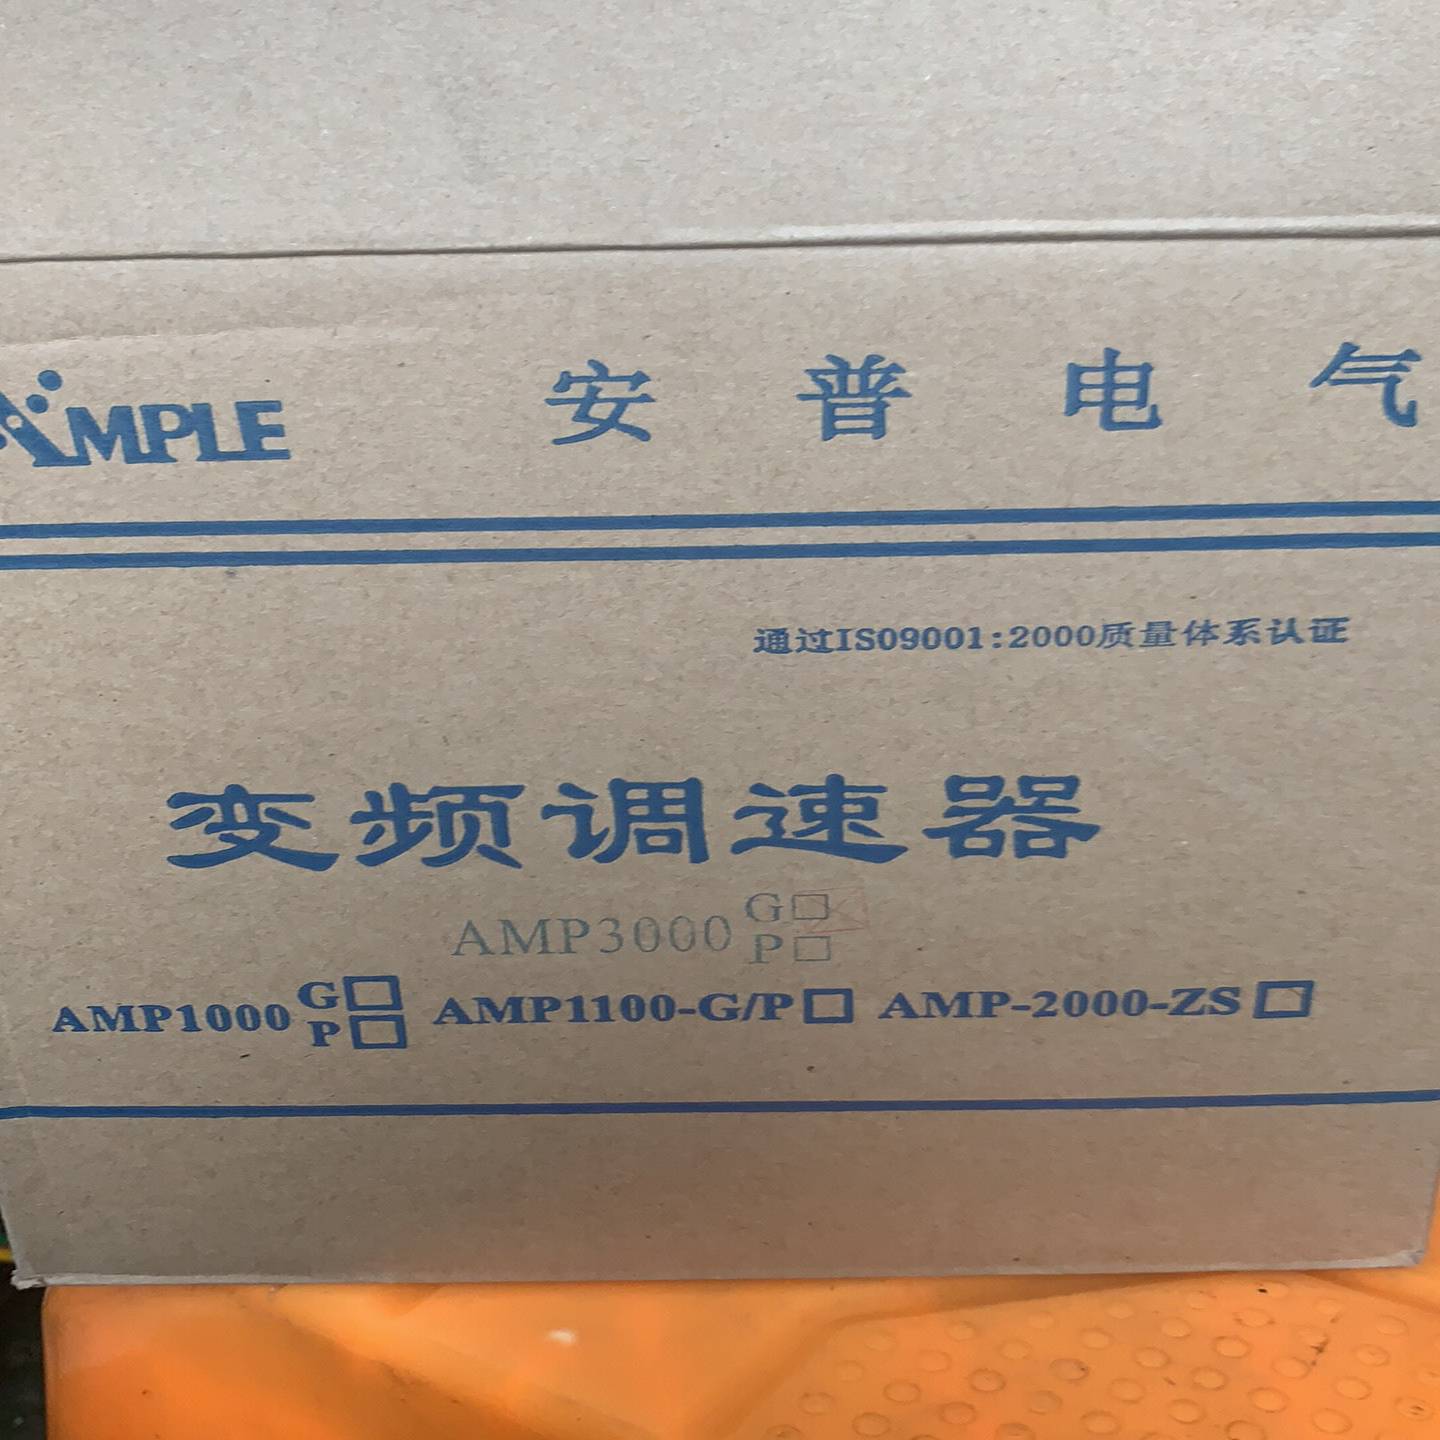 AMPLE 安普电气
通过ISO9001:2000质量体系认证
变频调速器
AMP3000 G□ P□
AMP1000 G□ P□ AMP1100-G/P□ AMP-2000-ZS□